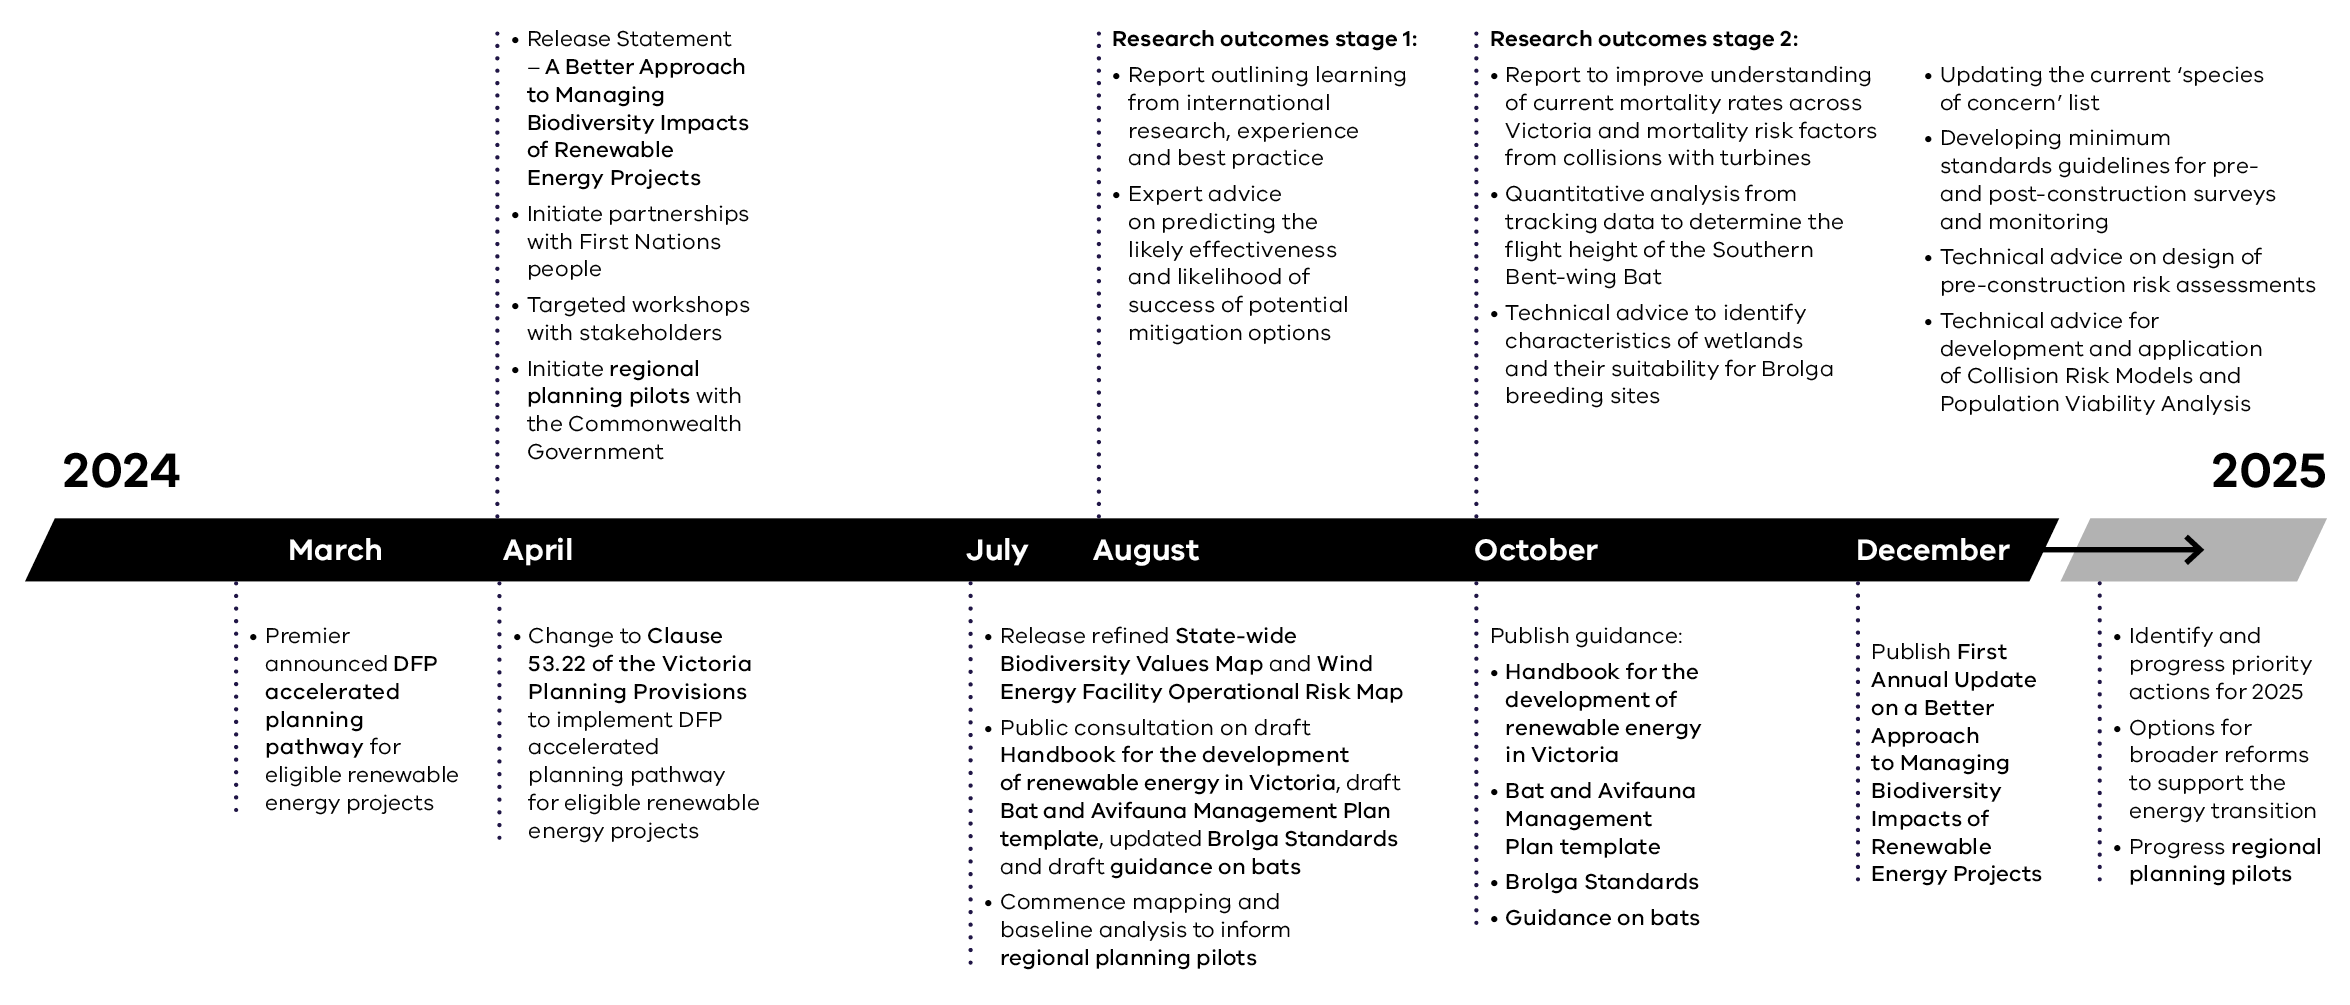 • Release Statement
– A Better Approach
to Managing
Biodiversity Impacts
of Renewable
Energy Projects
• Initiate partnerships
with First Nations
people
• Targeted workshops
with stakeholders
• Initiate regional
planning pilots with
the Commonwealth
Government
Research outcomes stage 1:
• Report outlining learning
from international
research, experience
and best practice
• Expert advice
on predicting the
likely effectiveness
and likelihood of
success of potential
mitigation options
Research outcomes stage 2:
• Report to improve understanding
of current mortality rates across
Victoria and mortality risk factors
from collisions with turbines
• Quantitative analysis from
tracking data to determine the
flight height of the Southern
Bent-wing Bat
• Technical advice to identify
characteristics of wetlands
and their suitability for Brolga
breeding sites
• Updating the current ‘species
of concern’ list
• Developing minimum
standards guidelines for pre-
and post-construction surveys
and monitoring
• Technical advice on design of
pre-construction risk assessments
• Technical advice for
development and application
of Collision Risk Models and
Population Viability Analysis
2024
2025
March
April
July
August
October
December
• Premier
announced DFP
accelerated
planning
pathway for
eligible renewable
energy projects
• Change to Clause
53.22 of the Victoria
Planning Provisions
to implement DFP
accelerated
planning pathway
for eligible renewable
energy projects
• Release refined State-wide
Biodiversity Values Map and Wind
Energy Facility Operational Risk Map
• Public consultation on draft
Handbook for the development
of renewable energy in Victoria, draft
Bat and Avifauna Management Plan
template, updated Brolga Standards
and draft guidance on bats
• Commence mapping and
baseline analysis to inform
regional planning pilots
Publish guidance:
• Handbook for the
development of
renewable energy
in Victoria
• Bat and Avifauna
Management
Plan template
• Brolga Standards
• Guidance on bats
Publish First
Annual Update
on a Better
Approach
to Managing
Biodiversity
Impacts of
Renewable
Energy Projects
• Identify and
progress priority
actions for 2025
• Options for
broader reforms
to support the
energy transition
• Progress regional
planning pilots